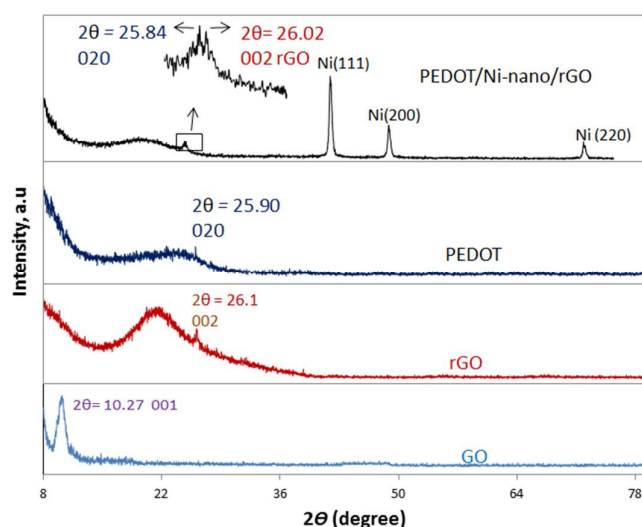 2θ = 25.84
020
2θ= 26.02
002 rGO
Ni(111)
PEDOT/Ni-nano/rGO
Ni(200)
Ni (220)
2θ = 25.90
020
PEDOT
2θ = 26.1
002
rGO
2θ= 10.27 001
GO
Intensity, a.u
8 22 36 50 64 78
2Θ (degree)